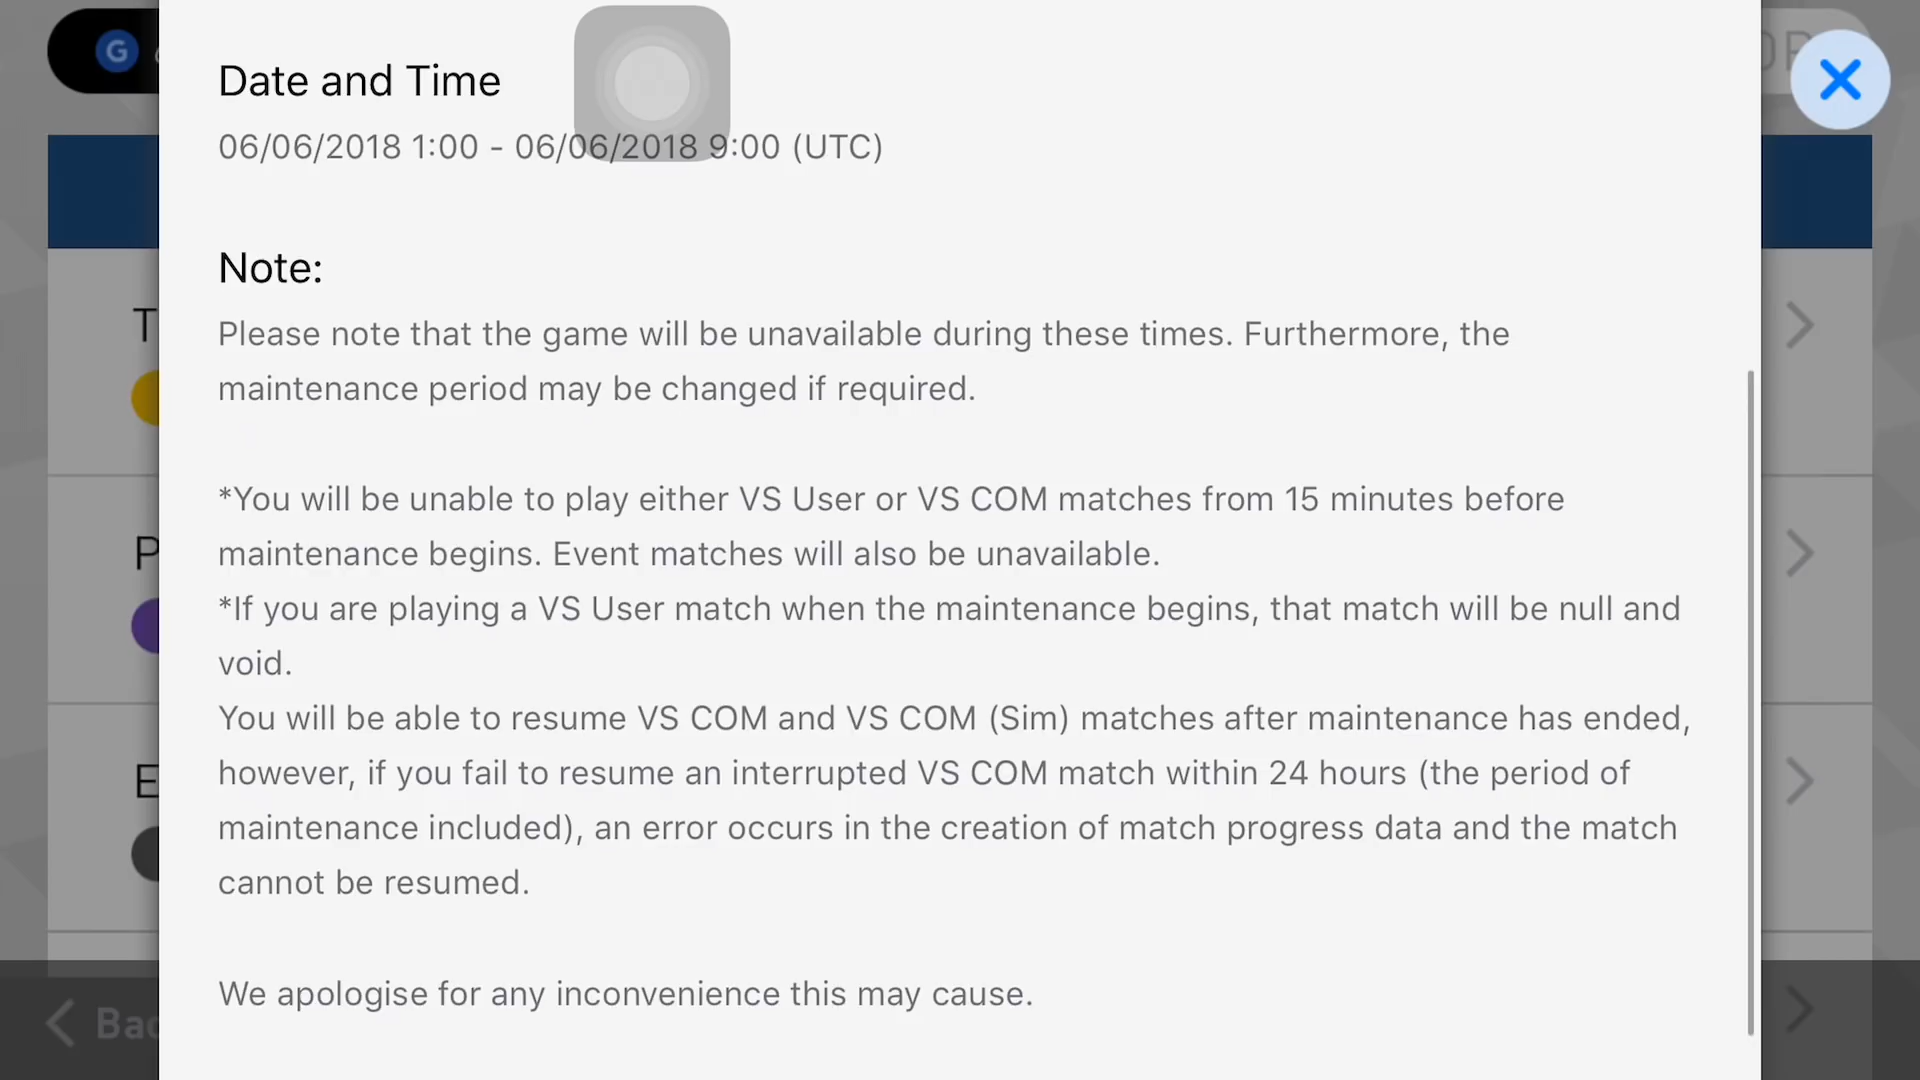 G
Date and Time
06/06/2018 1:00 - 06/06/2018 9:00 (UTC)
Note:
Please note that the game will be unavailable during these times. Furthermore, the
maintenance period may be changed if required.
*You will be unable to play either VS User or VS COM matches from 15 minutes before
maintenance begins. Event matches will also be unavailable.
*If you are playing a VS User match when the maintenance begins, that match will be null and
void.
You will be able to resume VS COM and VS COM (Sim) matches after maintenance has ended,
however, if you fail to resume an interrupted VS COM match within 24 hours (the period of
maintenance included), an error occurs in the creation of match progress data and the match
cannot be resumed.
We apologise for any inconvenience this may cause.
T
P
E